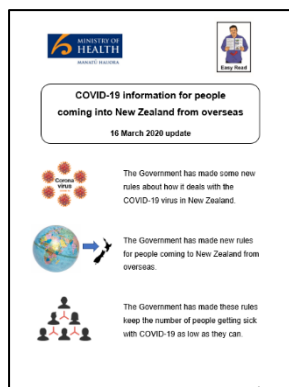 MINISTRY OF
HEALTH
MANATŪ HAUORA
Easy Read
COVID-19 information for people
coming into New Zealand from overseas
16 March 2020 update
Corona
virus
The Government has made some new
rules about how it deals with the
COVID-19 virus in New Zealand.
The Government has made new rules
for people coming to New Zealand from
overseas.
The Government has made these rules
keep the number of people getting sick
with COVID-19 as low as they can.